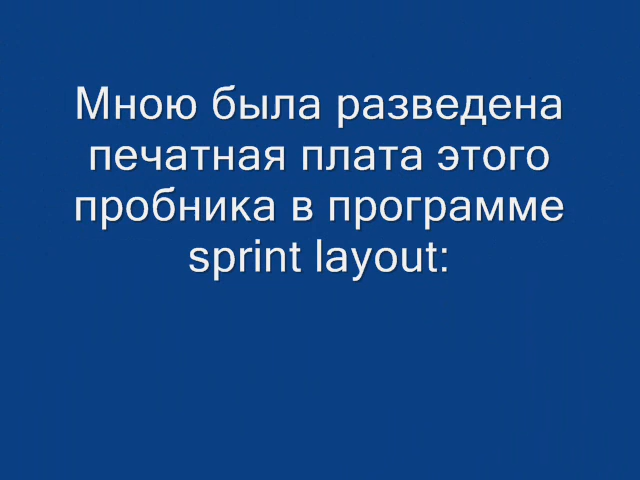 Мною была разведена
печатная плата этого
пробника в программе
sprint layout: